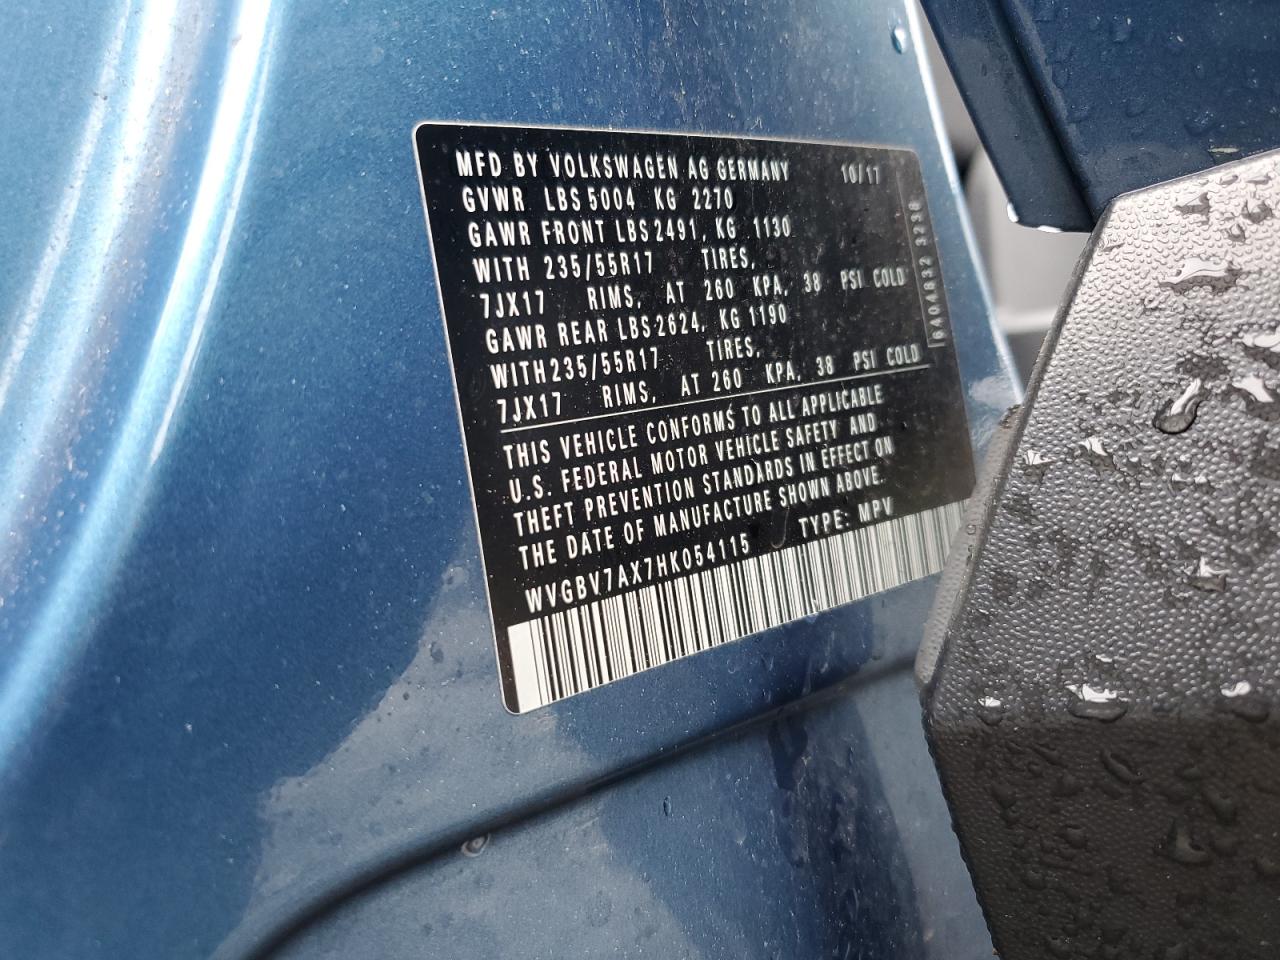 MFD BY VOLKSWAGEN AG GERMANY 10/17
GVWR LBS 5004 KG 2270
GAWR FRONT LBS 2491, KG 1130
WITH 235/55R17 TIRES,
7JX17 RIMS, AT 260 KPA, 38 PSI COLD
GAWR REAR LBS 2624, KG 1190
WITH 235/55R17 TIRES,
7JX17 RIMS, AT 260 KPA, 38 PSI COLD
THIS VEHICLE CONFORMS TO ALL APPLICABLE
U.S. FEDERAL MOTOR VEHICLE SAFETY AND
THEFT PREVENTION STANDARDS IN EFFECT ON
THE DATE OF MANUFACTURE SHOWN ABOVE.
WVGBV7AX7HK054115 TYPE: MPV